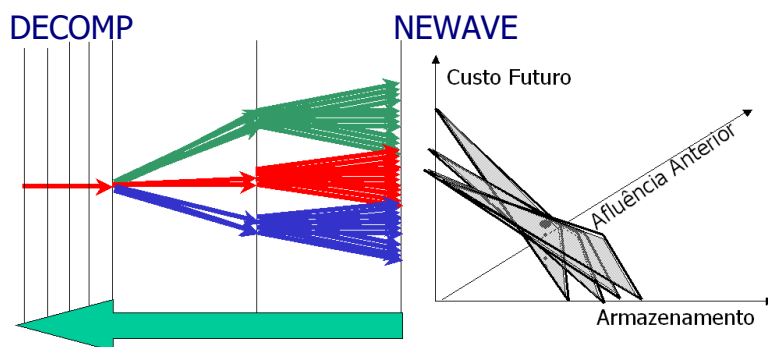 DECOMP
NEWAVE
Custo Futuro
Afluência Anterior
Armazenamento